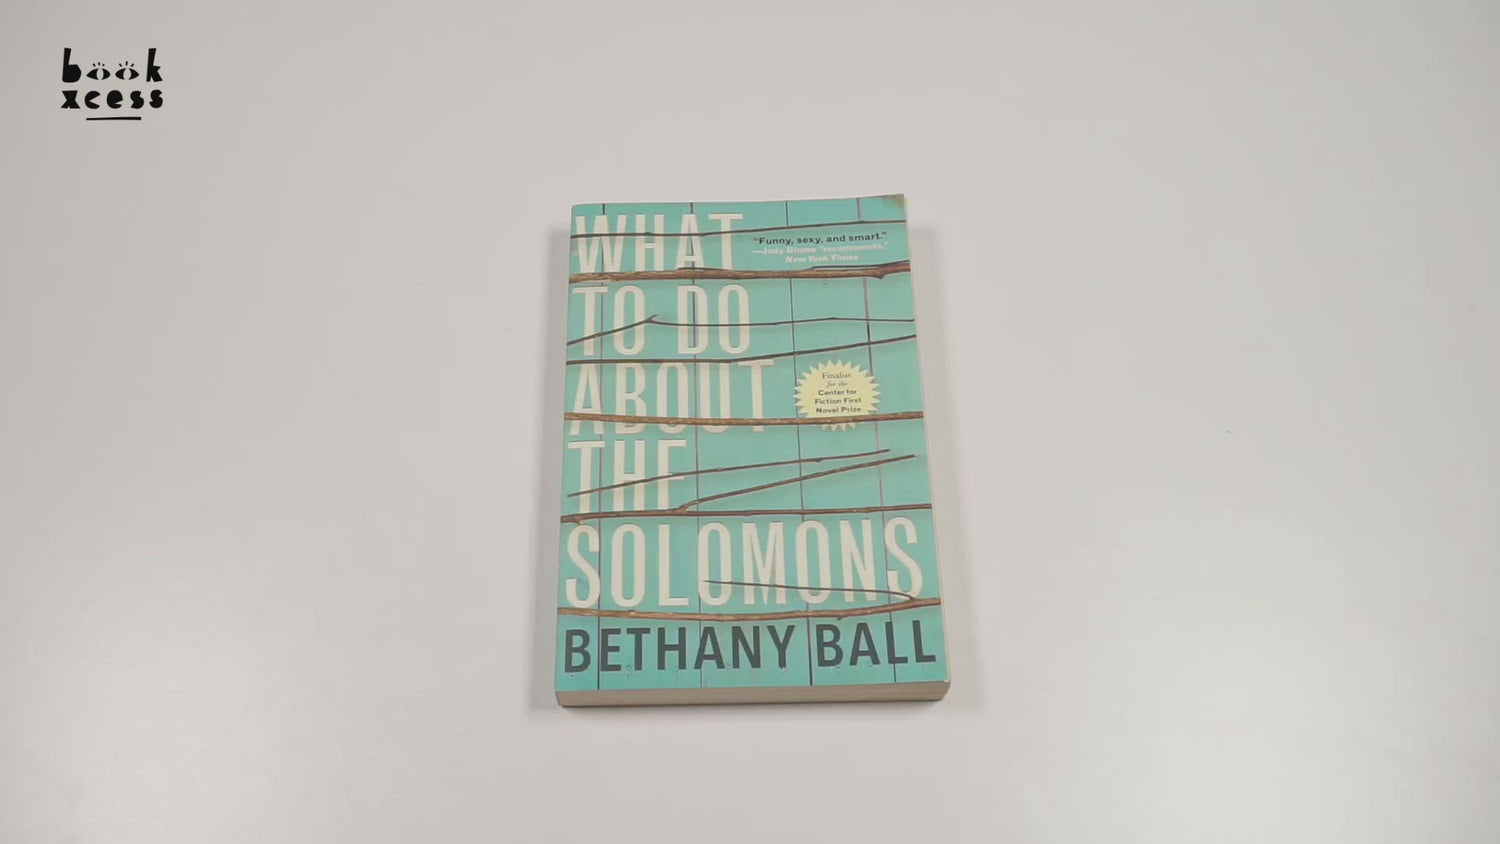 book
xcess
WHAT
"Funny, sexy, and smart."
—Judy Blume "recommends,"
New York Times
TO DO
ABOUT
Finalist
for the
Center for
Fiction First
Novel Prize
THE
SOLOMONS
BETHANY BALL